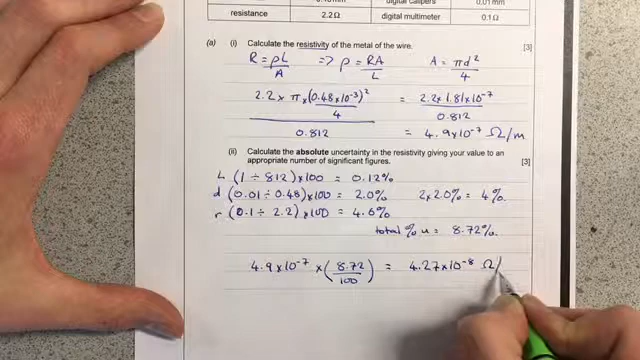 digital calipers 0.01 mm
resistance 2.2 Ω digital multimeter 0.1 Ω
(a) (i) Calculate the resistivity of the metal of the wire. [3]
R = ρL/A => ρ = RA/L A = πd²/4
2.2 × π × (0.48×10⁻³)²/4 / 0.812 = 2.2 × 1.81×10⁻⁷ / 0.812
= 4.9×10⁻⁷ Ω/m
(ii) Calculate the absolute uncertainty in the resistivity giving your value to an
appropriate number of significant figures. [3]
L (1 ÷ 812)×100 = 0.12%
d (0.01 ÷ 0.48)×100 = 2.0% 2×2.0% = 4%
r (0.1 ÷ 2.2)×100 = 4.6%
total % u = 8.72%.
4.9×10⁻⁷ × (8.72/100) = 4.27×10⁻⁸ Ω/